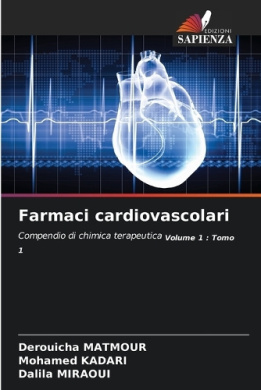 EDIZIONI
SAPIENZA
Farmaci cardiovascolari
Compendio di chimica terapeutica Volume 1 : Tomo
1
Derouicha MATMOUR
Mohamed KADARI
Dalila MIRAOUI